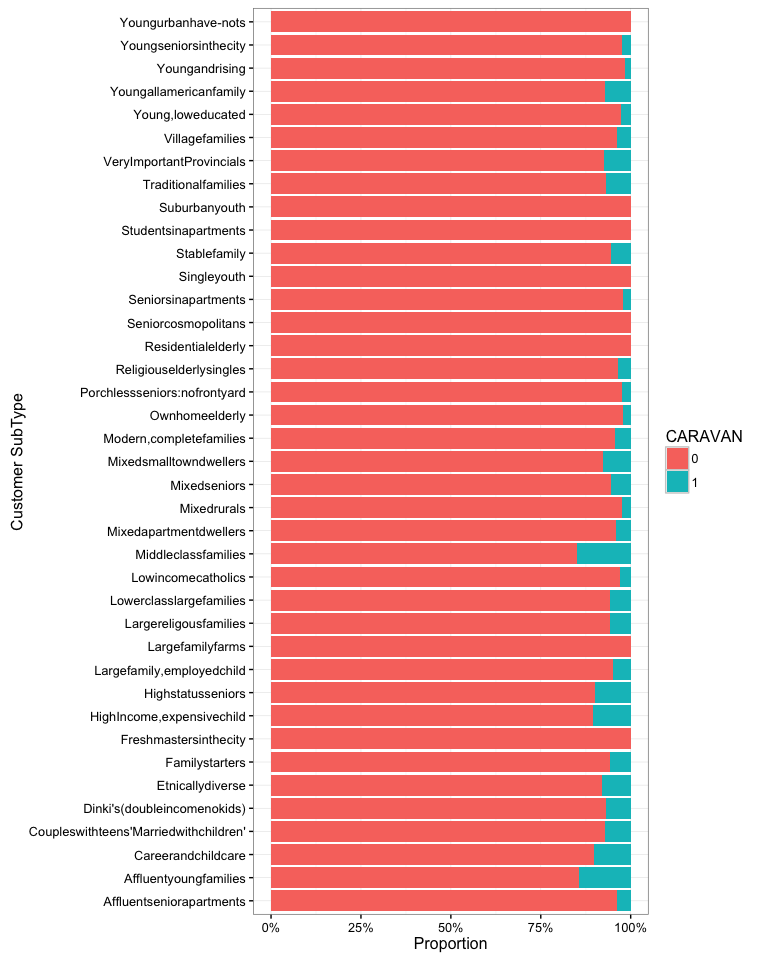 Youngurbanhave-nots
Youngseniorsinthecity
Youngandrising
Youngallamericanfamily
Young,loweducated
Villagefamilies
VeryImportantProvincials
Traditionalfamilies
Suburbanyouth
Studentsinapartments
Stablefamily
Singleyouth
Seniorsinapartments
Seniorcosmopolitans
Residentialelderly
Religiouselderlysingles
Porchlessseniors:nofrontyard
Ownhomeelderly
Modern,completefamilies
Mixedsmalltowndwellers
Mixedseniors
Mixedrurals
Mixedapartmentdwellers
Middleclassfamilies
Lowincomecatholics
Lowerclasslargefamilies
Largereligousfamilies
Largefamilyfarms
Largefamily,employedchild
Highstatusseniors
HighIncome,expensivechild
Freshmastersinthecity
Familystarters
Etnicallydiverse
Dinki's(doubleincomenokids)
Coupleswithteens'Marriedwithchildren'
Careerandchildcare
Affluentyoungfamilies
Affluentseniorapartments
Customer SubType
0% 25% 50% 75% 100%
Proportion
CARAVAN
0
1